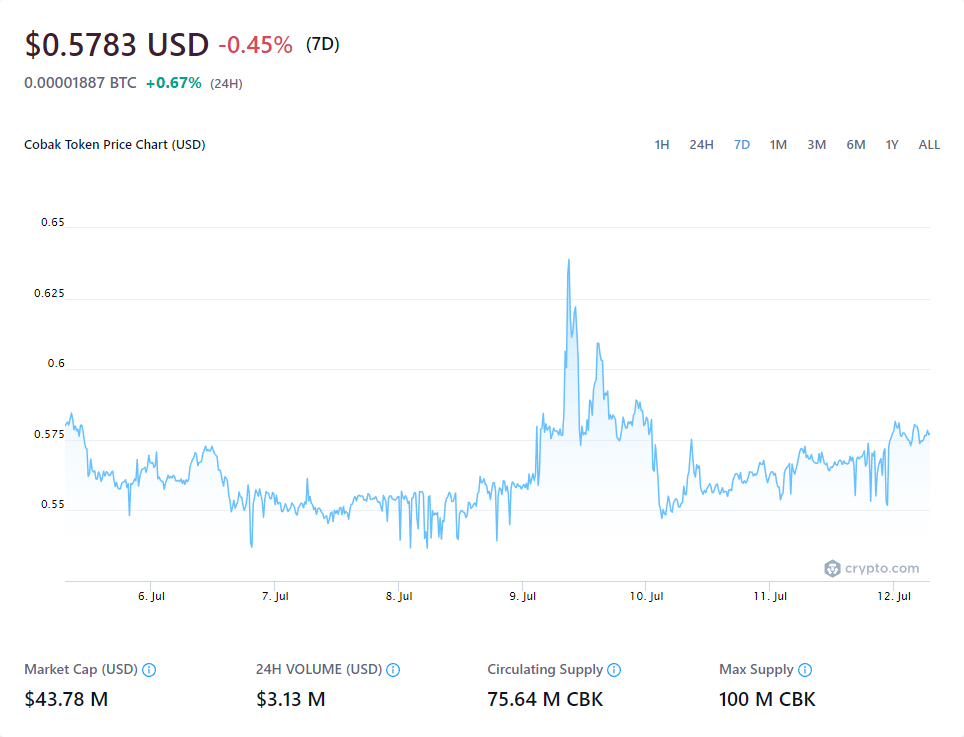 $0.5783 USD -0.45% (7D)
0.00001887 BTC +0.67% (24H)
Cobak Token Price Chart (USD) 1H 24H 7D 1M 3M 6M 1Y ALL
0.65
0.625
0.6
0.575
0.55
crypto.com
6. Jul 7. Jul 8. Jul 9. Jul 10. Jul 11. Jul 12. Jul
Market Cap (USD) 24H VOLUME (USD) Circulating Supply Max Supply
$43.78 M $3.13 M 75.64 M CBK 100 M CBK